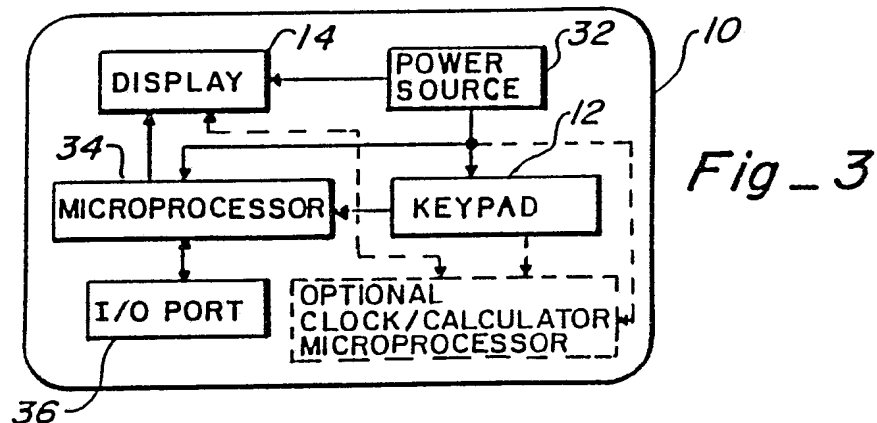 14
32
10
DISPLAY
POWER
SOURCE
34
12
Fig_3
MICROPROCESSOR
KEYPAD
I/O PORT
OPTIONAL
CLOCK/CALCULATOR
MICROPROCESSOR
36